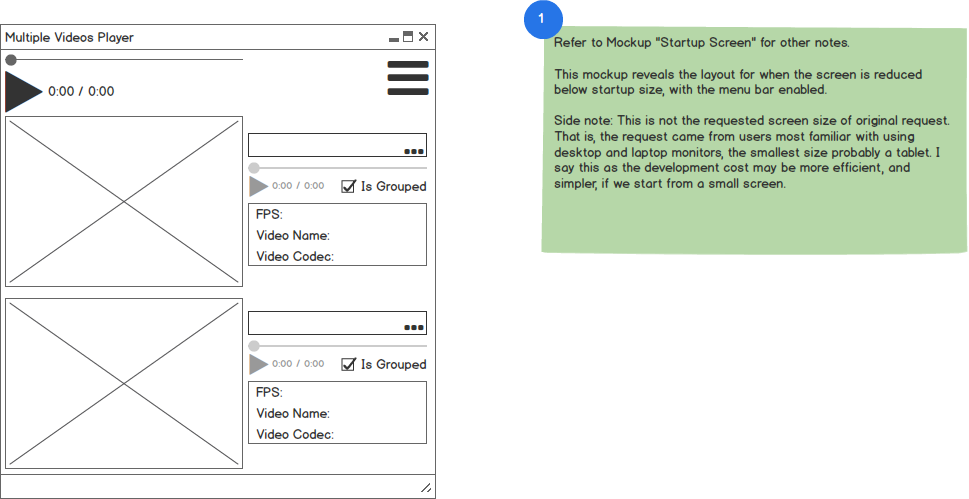 Multiple Videos Player
0:00 / 0:00
0:00 / 0:00
Is Grouped
FPS:
Video Name:
Video Codec:
0:00 / 0:00
Is Grouped
FPS:
Video Name:
Video Codec:
1
Refer to Mockup "Startup Screen" for other notes.
This mockup reveals the layout for when the screen is reduced
below startup size, with the menu bar enabled.
Side note: This is not the requested screen size of original request.
That is, the request came from users most familiar with using
desktop and laptop monitors, the smallest size probably a tablet. I
say this as the development cost may be more efficient, and
simpler, if we start from a small screen.